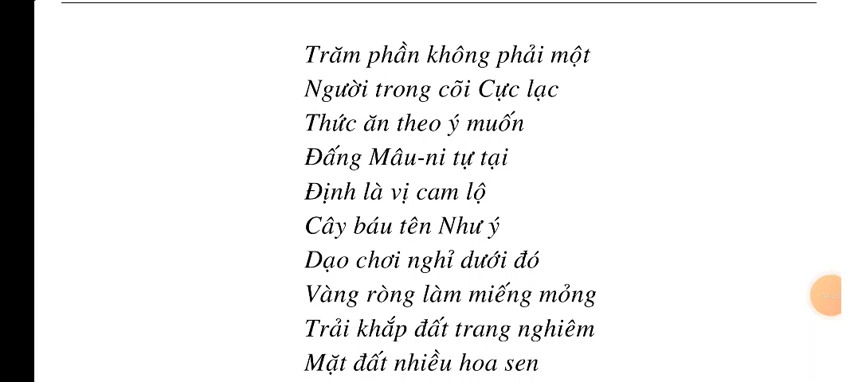 Trăm phần không phải một
Người trong cõi Cực lạc
Thức ăn theo ý muốn
Đấng Mâu-ni tự tại
Định là vị cam lộ
Cây báu tên Như ý
Dạo chơi nghỉ dưới đó
Vàng ròng làm miếng mỏng
Trải khắp đất trang nghiêm
Mặt đất nhiều hoa sen